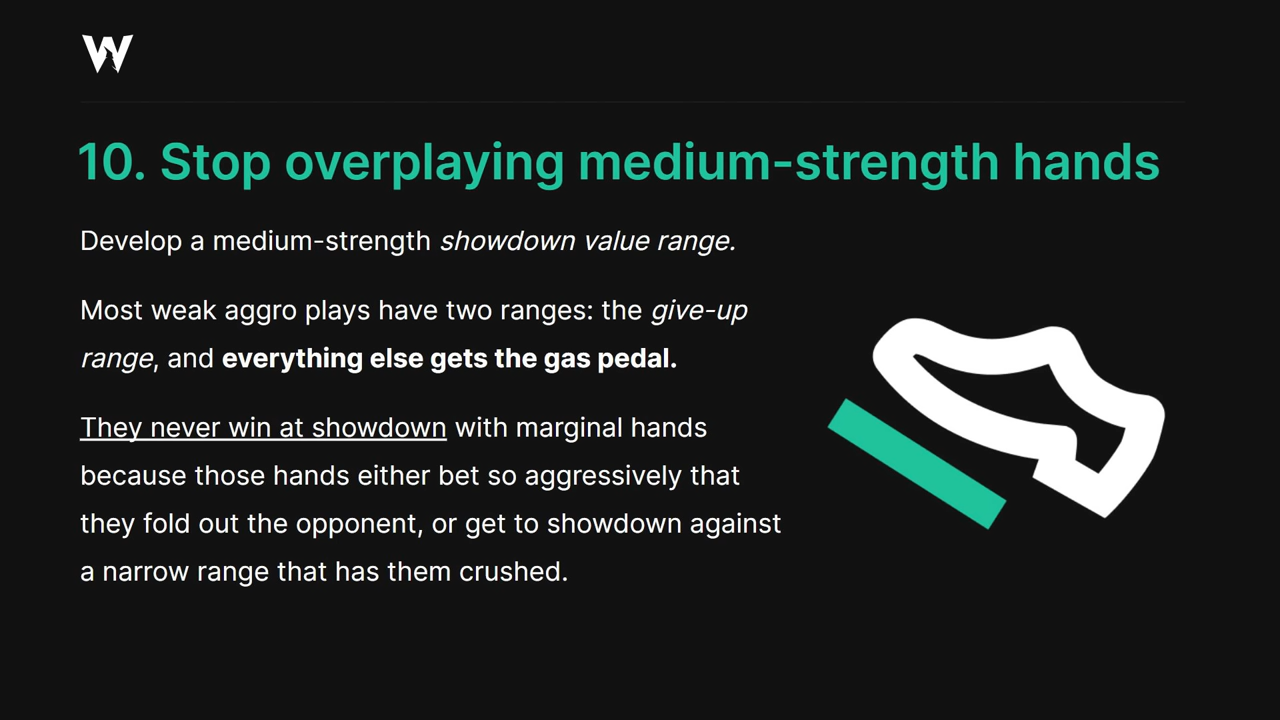 W
10. Stop overplaying medium-strength hands
Develop a medium-strength showdown value range.
Most weak aggro plays have two ranges: the give-up
range, and everything else gets the gas pedal.
They never win at showdown with marginal hands
because those hands either bet so aggressively that
they fold out the opponent, or get to showdown against
a narrow range that has them crushed.